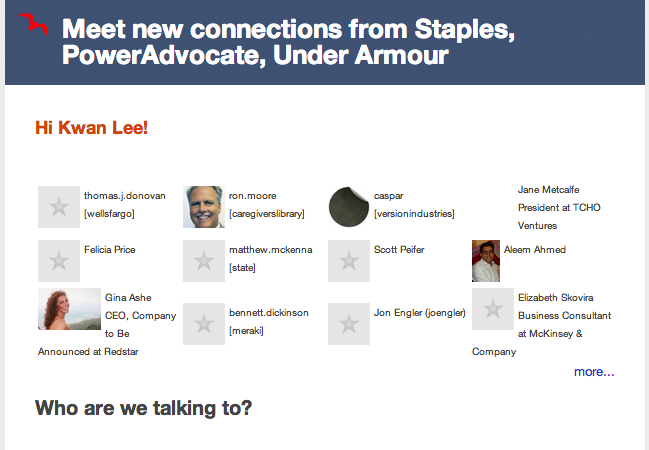 Meet new connections from Staples,
PowerAdvocate, Under Armour
Hi Kwan Lee!
thomas.j.donovan
[wellsfargo]
ron.moore
[caregiverslibrary]
caspar
[versionindustries]
Jane Metcalfe
President at TCHO
Ventures
Felicia Price
matthew.mckenna
[state]
Scott Peifer
Aleem Ahmed
Gina Ashe
CEO, Company
to Be
Announced at Redstar
bennett.dickinson
[meraki]
Jon Engler (joengler)
Elizabeth Skovira
Business Consultant
at McKinsey &
Company
more...
Who are we talking to?